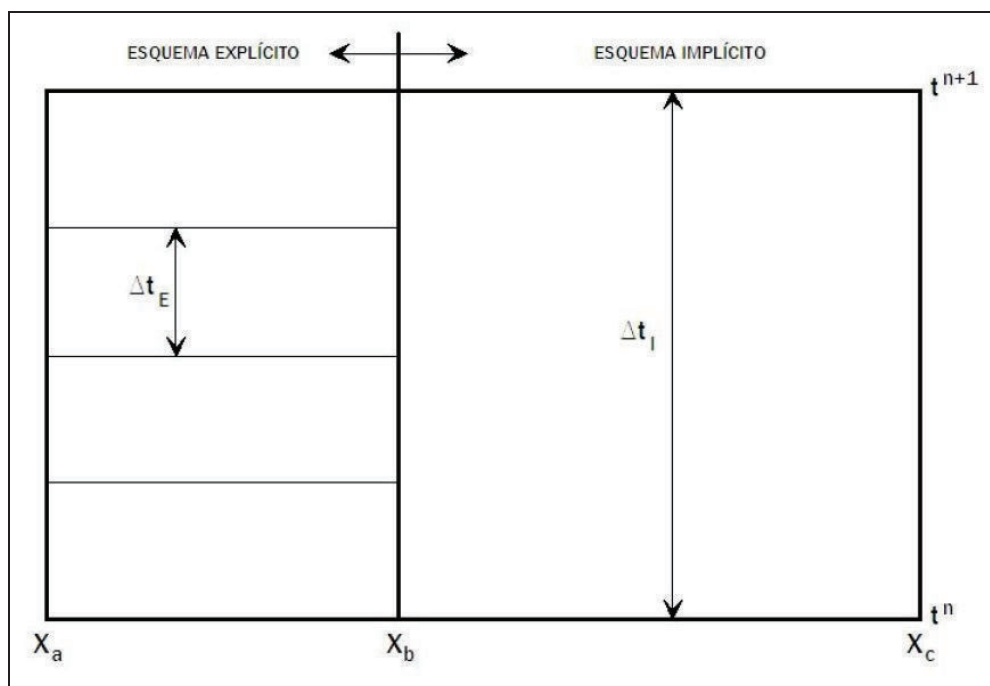 ESQUEMA EXPLÍCITO
ESQUEMA IMPLÍCITO
t^{n+1}
Δt_E
Δt_I
t^n
X_a
X_b
X_c